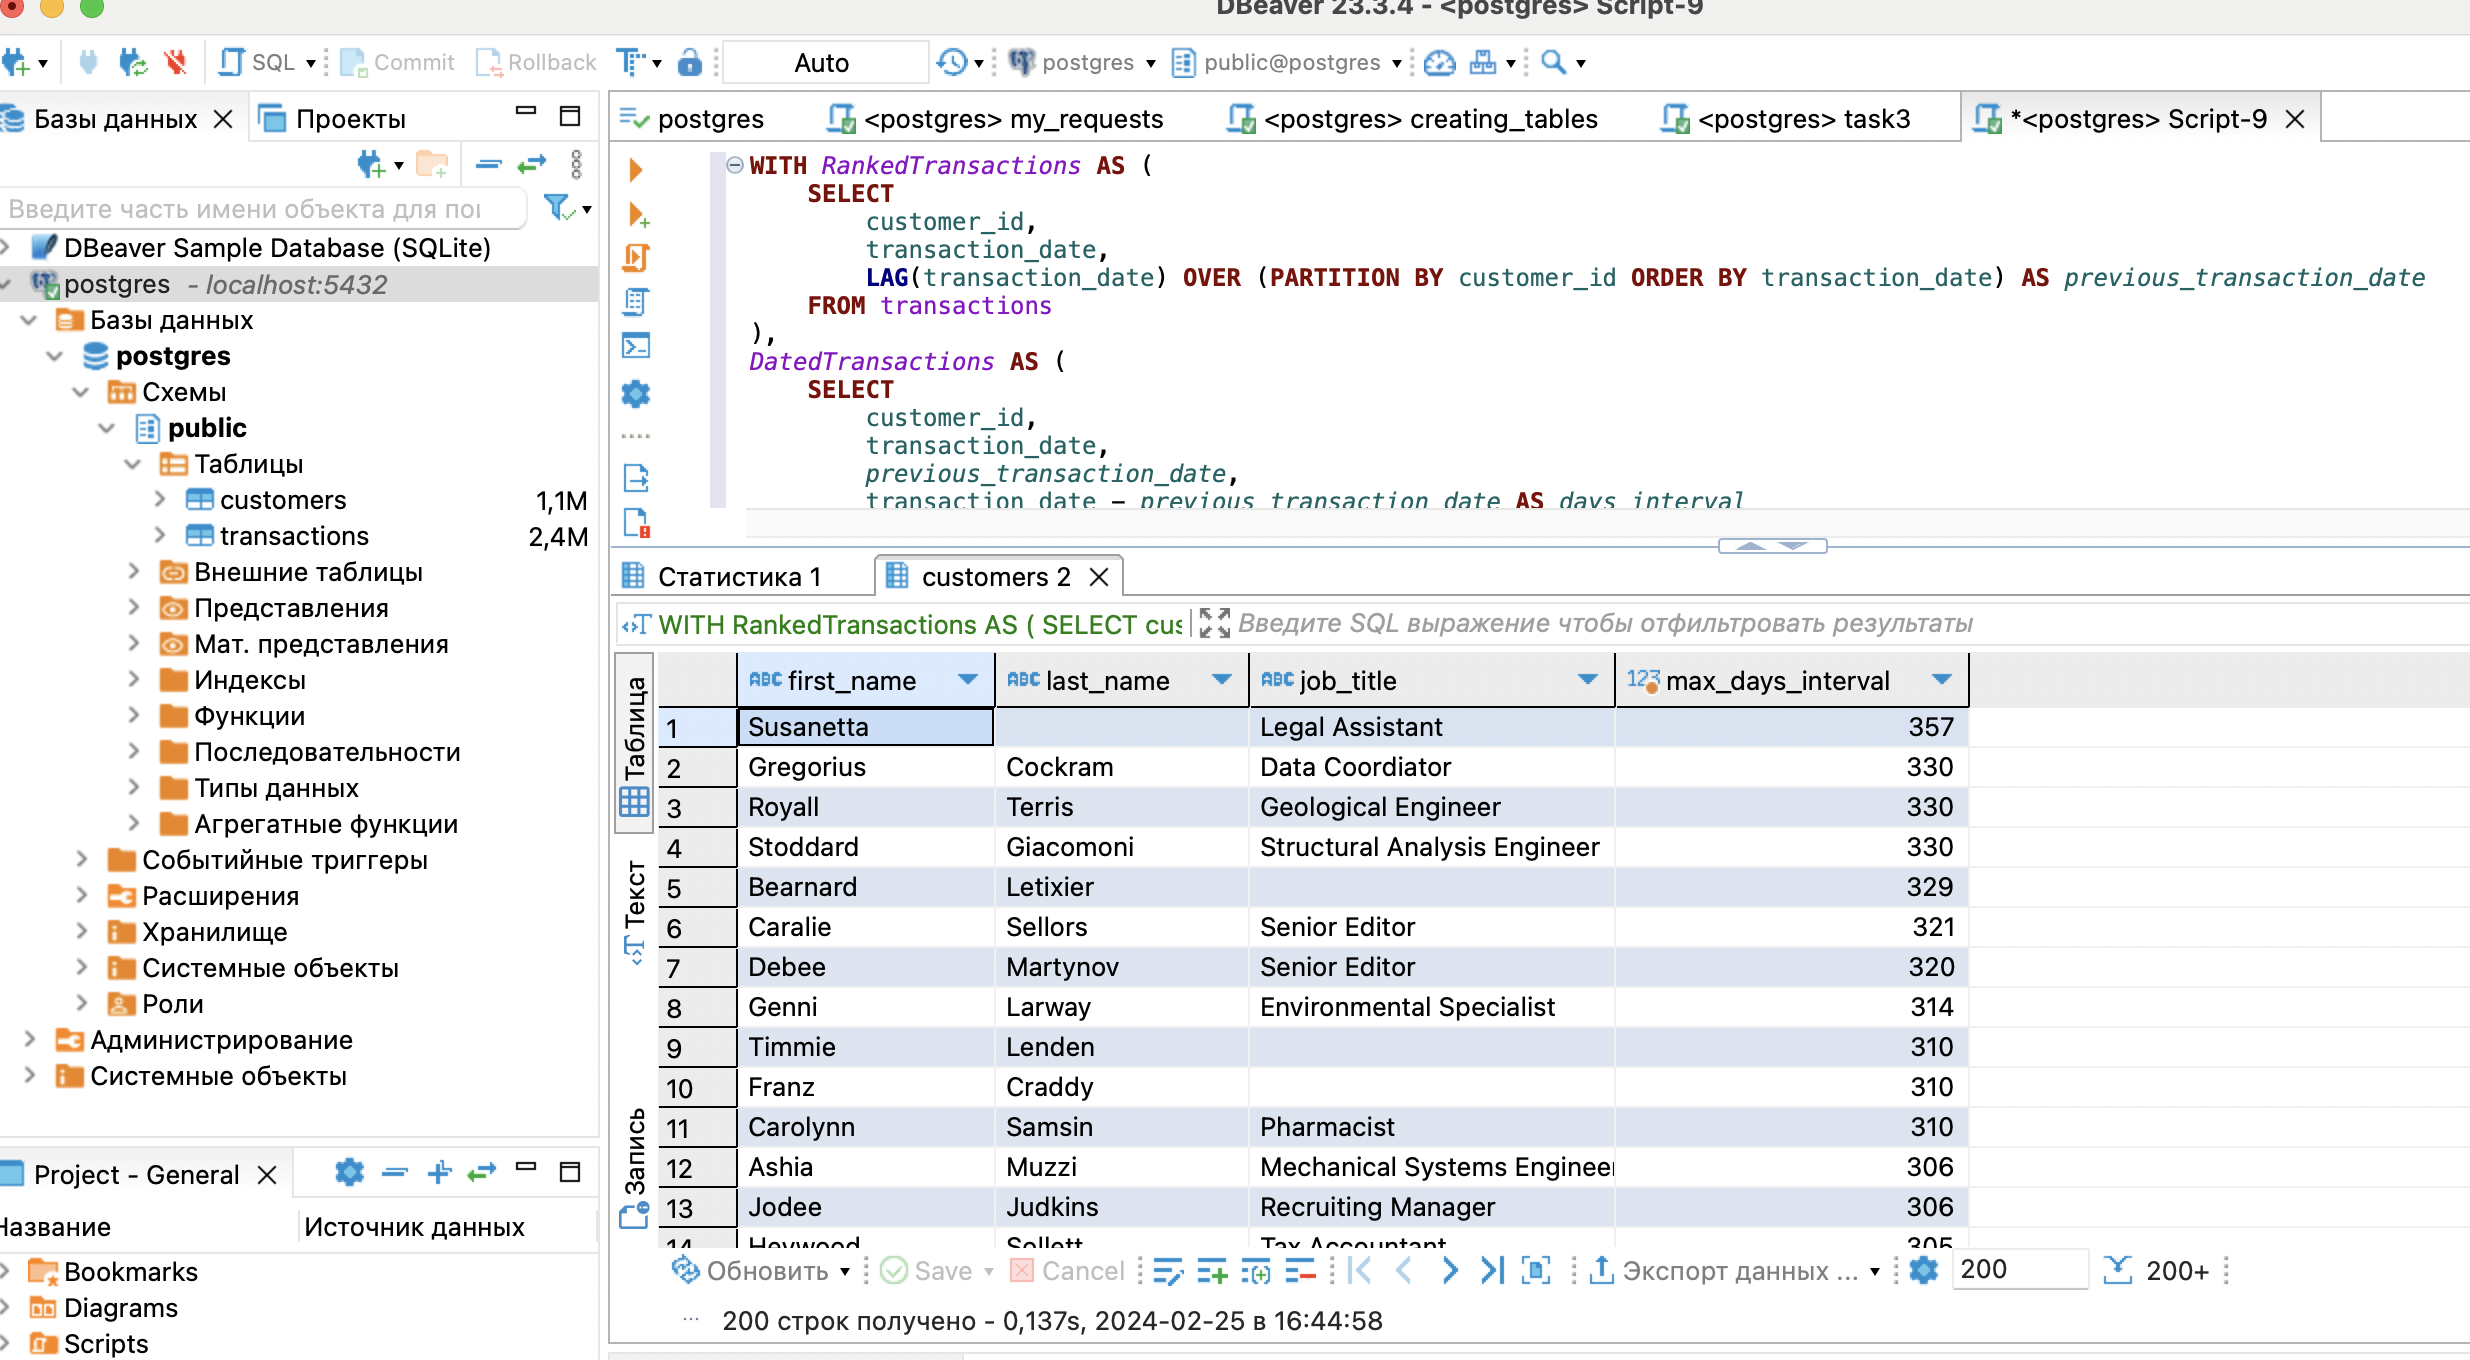 DBeaver 23.3.4 - <postgres> Script-9
SQL Commit Rollback Auto postgres public@postgres
Базы данных Проекты
Введите часть имени объекта для пои
DBeaver Sample Database (SQLite)
postgres - localhost:5432
Базы данных
postgres
Схемы
public
Таблицы
customers 1,1M
transactions 2,4M
Внешние таблицы
Представления
Мат. представления
Индексы
Функции
Последовательности
Типы данных
Агрегатные функции
Событийные триггеры
Расширения
Хранилище
Системные объекты
Роли
Администрирование
Системные объекты
Project - General
Название Источник данных
Bookmarks
Diagrams
Scripts
postgres <postgres> my_requests <postgres> creating_tables <postgres> task3 *<postgres> Script-9
WITH RankedTransactions AS (
SELECT
customer_id,
transaction_date,
LAG(transaction_date) OVER (PARTITION BY customer_id ORDER BY transaction_date) AS previous_transaction_date
FROM transactions
),
DatedTransactions AS (
SELECT
customer_id,
transaction_date,
previous_transaction_date,
transaction_date - previous_transaction_date AS days_interval
Статистика 1 customers 2
WITH RankedTransactions AS ( SELECT cus Введите SQL выражение чтобы отфильтровать результаты
Таблица
Текст
Запись
ABC first_name ABC last_name ABC job_title 123 max_days_interval
1 Susanetta Legal Assistant 357
2 Gregorius Cockram Data Coordiator 330
3 Royall Terris Geological Engineer 330
4 Stoddard Giacomoni Structural Analysis Engineer 330
5 Bearnard Letixier 329
6 Caralie Sellors Senior Editor 321
7 Debee Martynov Senior Editor 320
8 Genni Larway Environmental Specialist 314
9 Timmie Lenden 310
10 Franz Craddy 310
11 Carolynn Samsin Pharmacist 310
12 Ashia Muzzi Mechanical Systems Engineer 306
13 Jodee Judkins Recruiting Manager 306
14 Heywood Sollett Tax Accountant 305
Обновить Save Cancel Экспорт данных ... 200 200+
200 строк получено - 0,137s, 2024-02-25 в 16:44:58